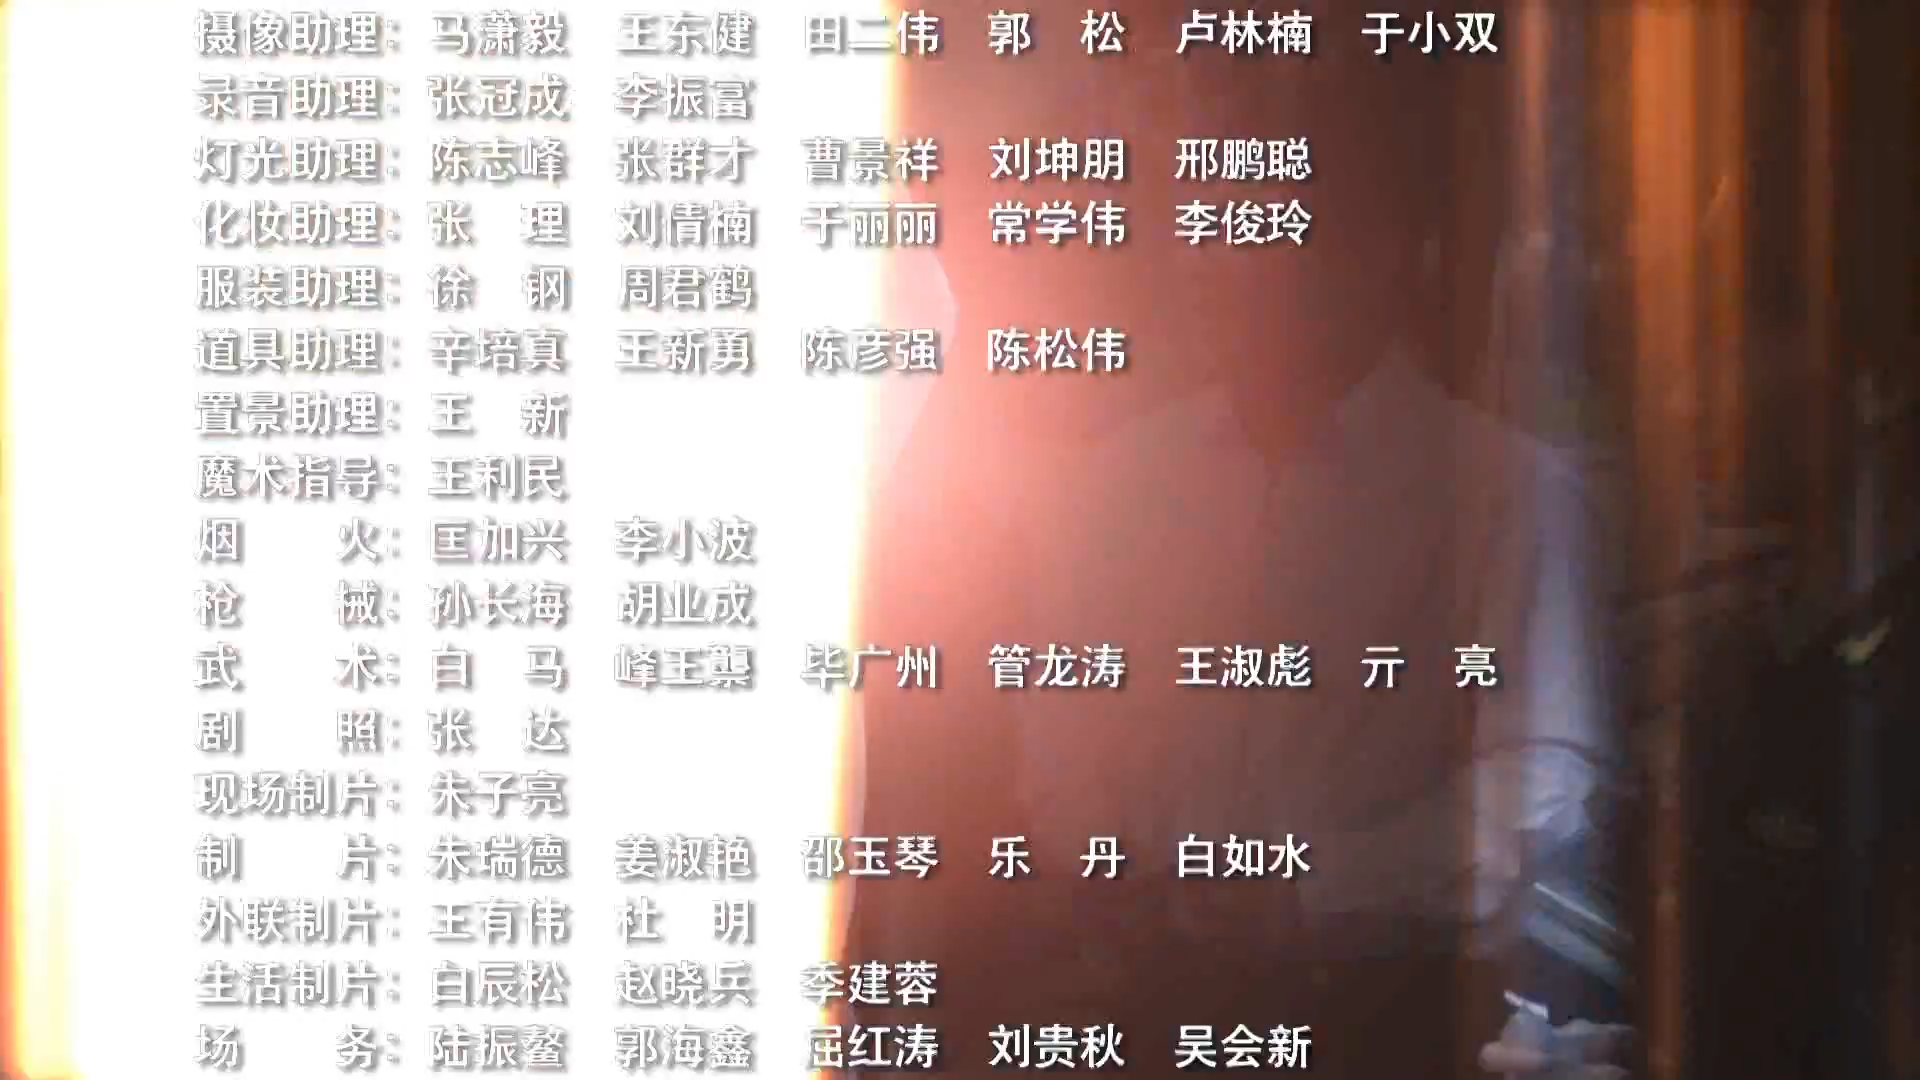 摄像助理：马潇毅 王东健 田二伟 郭 松 卢林楠 于小双
录音助理：张冠成 李振富
灯光助理：陈志峰 张群才 曹景祥 刘坤朋 邢鹏聪
化妆助理：张 理 刘倩楠 于丽丽 常学伟 李俊玲
服装助理：徐 钢 周君鹤
道具助理：辛培真 王新勇 陈彦强 陈松伟
置景助理：王 新
魔术指导：王利民
烟 火：匡加兴 李小波
枪 械：孙长海 胡业成
武 术：白 马 峰王龑 毕广州 管龙涛 王淑彪 亓 亮
剧 照：张 达
现场制片：朱子亮
制 片：朱瑞德 姜淑艳 邵玉琴 乐 丹 白如水
外联制片：王有伟 杜 明
生活制片：白辰松 赵晓兵 季建蓉
场 务：陆振鳌 郭海鑫 屈红涛 刘贵秋 吴会新